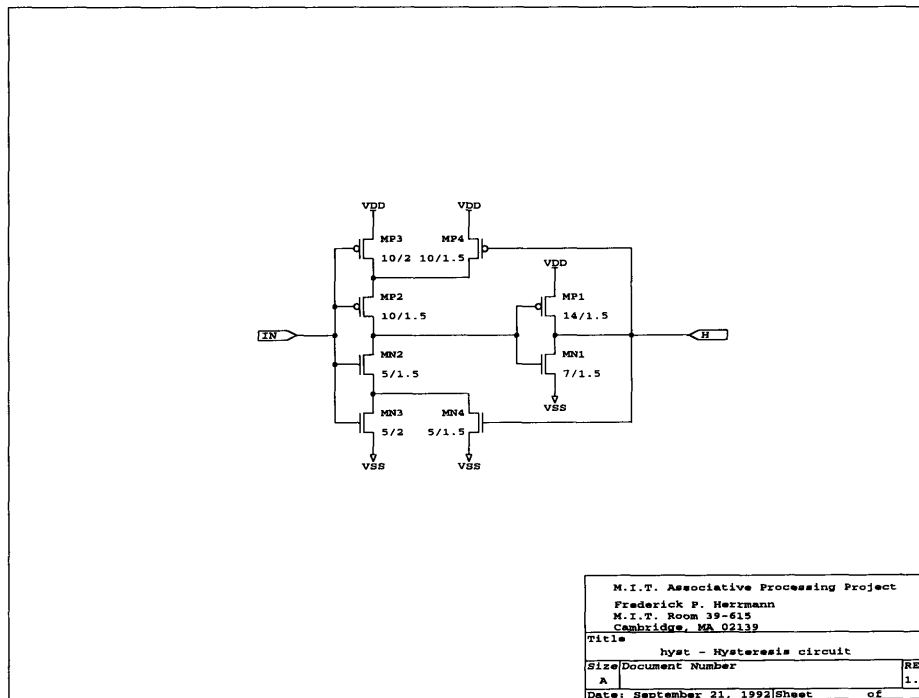 VDD VDD
MP3 MP4
10/2 10/1.5
VDD
MP2 MP1
10/1.5 14/1.5
IN H
MN2 MN1
5/1.5 7/1.5
VSS
MN3 MN4
5/2 5/1.5
VSS VSS
M.I.T. Associative Processing Project
Frederick P. Herrmann
M.I.T. Room 39-615
Cambridge, MA 02139
Title
hyst - Hysteresis circuit
Size Document Number RE
A 1.
Date: September 21, 1992 Sheet of